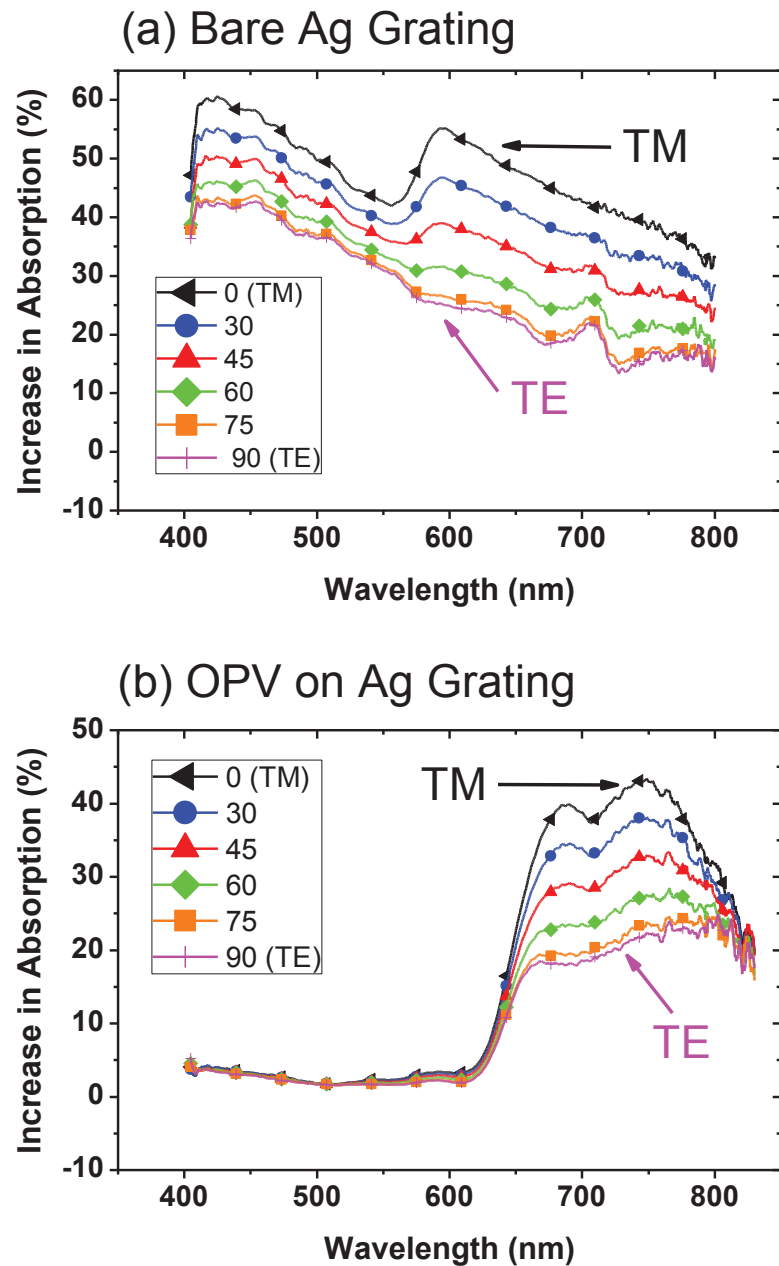 (a) Bare Ag Grating
Increase in Absorption (%)
60
50
40
30
20
10
0
-10
TM
TE
0 (TM)
30
45
60
75
90 (TE)
400
500
600
700
800
Wavelength (nm)
(b) OPV on Ag Grating
Increase in Absorption (%)
50
40
30
20
10
0
-10
0 (TM)
30
45
60
75
90 (TE)
TM
TE
400
500
600
700
800
Wavelength (nm)